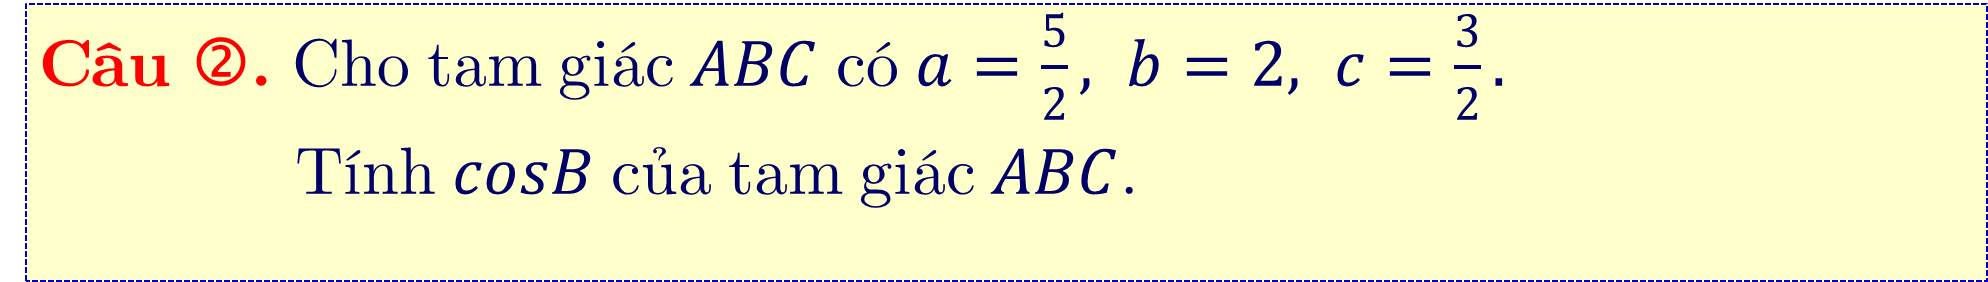 Câu ②. Cho tam giác ABC có a = 5/2, b = 2, c = 3/2.
Tính cosB của tam giác ABC.